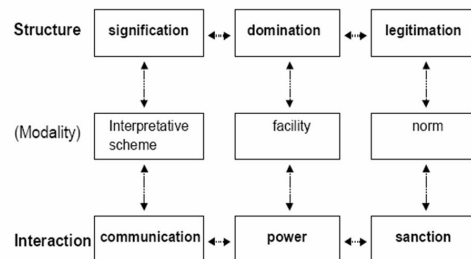 Structure signification domination legitimation
(Modality) Interpretative scheme facility norm
Interaction communication power sanction